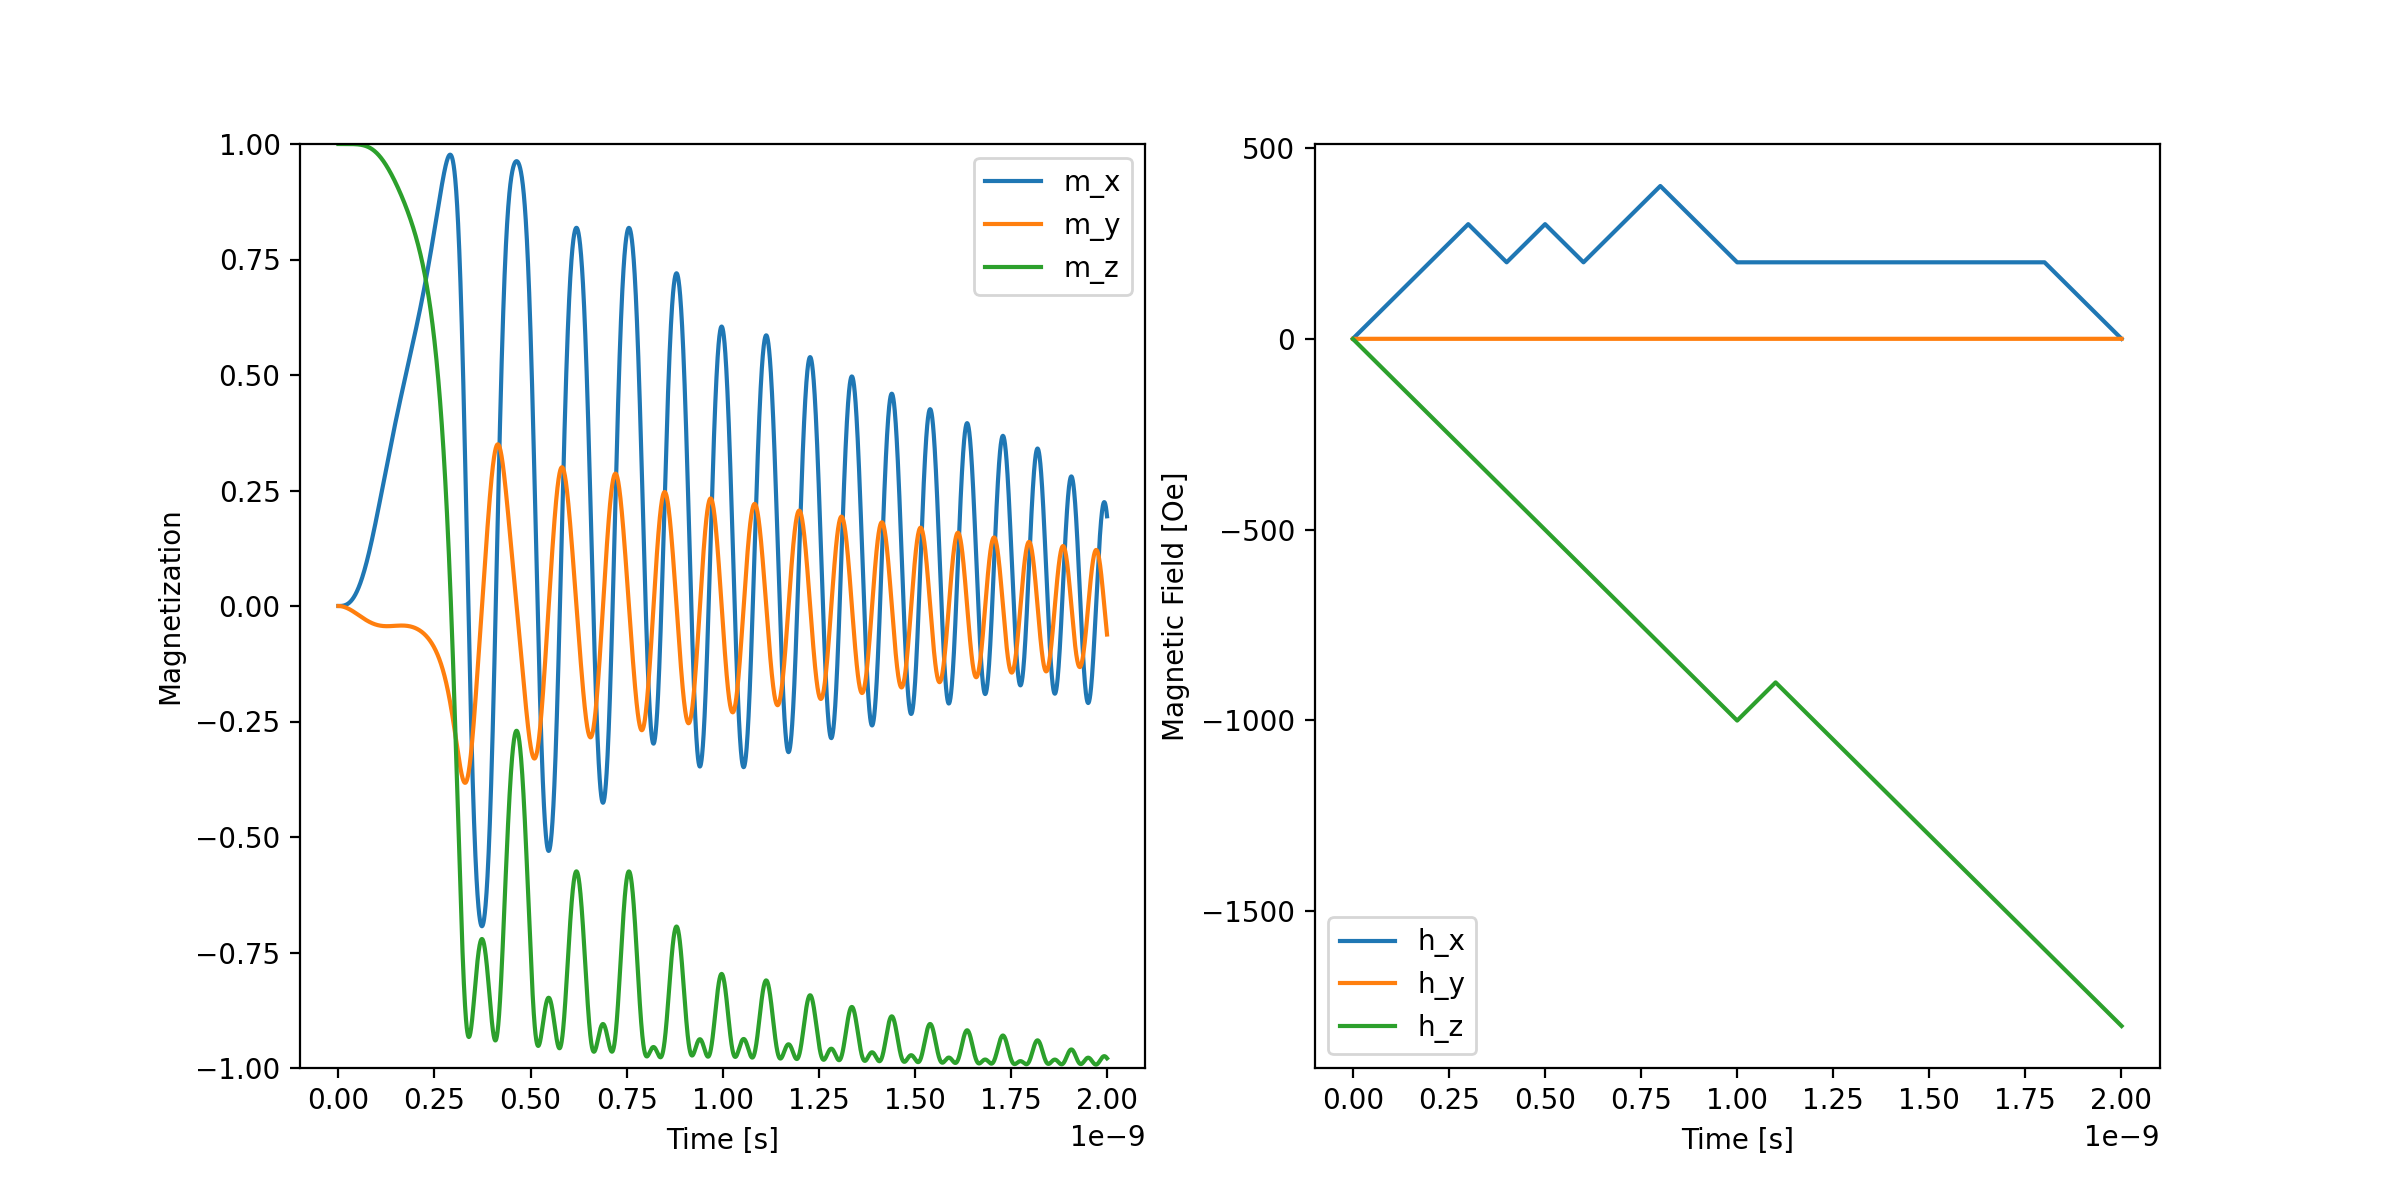 1.00
0.75
0.50
0.25
0.00
−0.25
−0.50
−0.75
−1.00
Magnetization
m_x
m_y
m_z
0.00 0.25 0.50 0.75 1.00 1.25 1.50 1.75 2.00
Time [s]
1e−9
500
0
−500
−1000
−1500
Magnetic Field [Oe]
h_x
h_y
h_z
0.00 0.25 0.50 0.75 1.00 1.25 1.50 1.75 2.00
Time [s]
1e−9